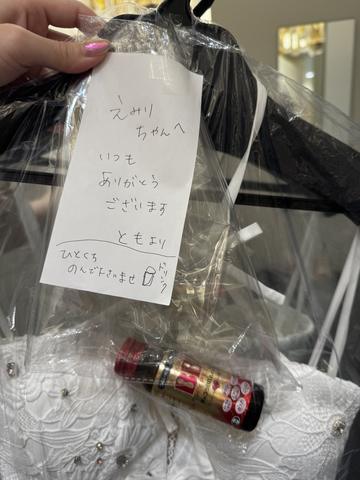 えみり
ちゃんへ
いつも
ありがとう
ございます
ともより
ひとくち
のんで下さいませ
ドリンク